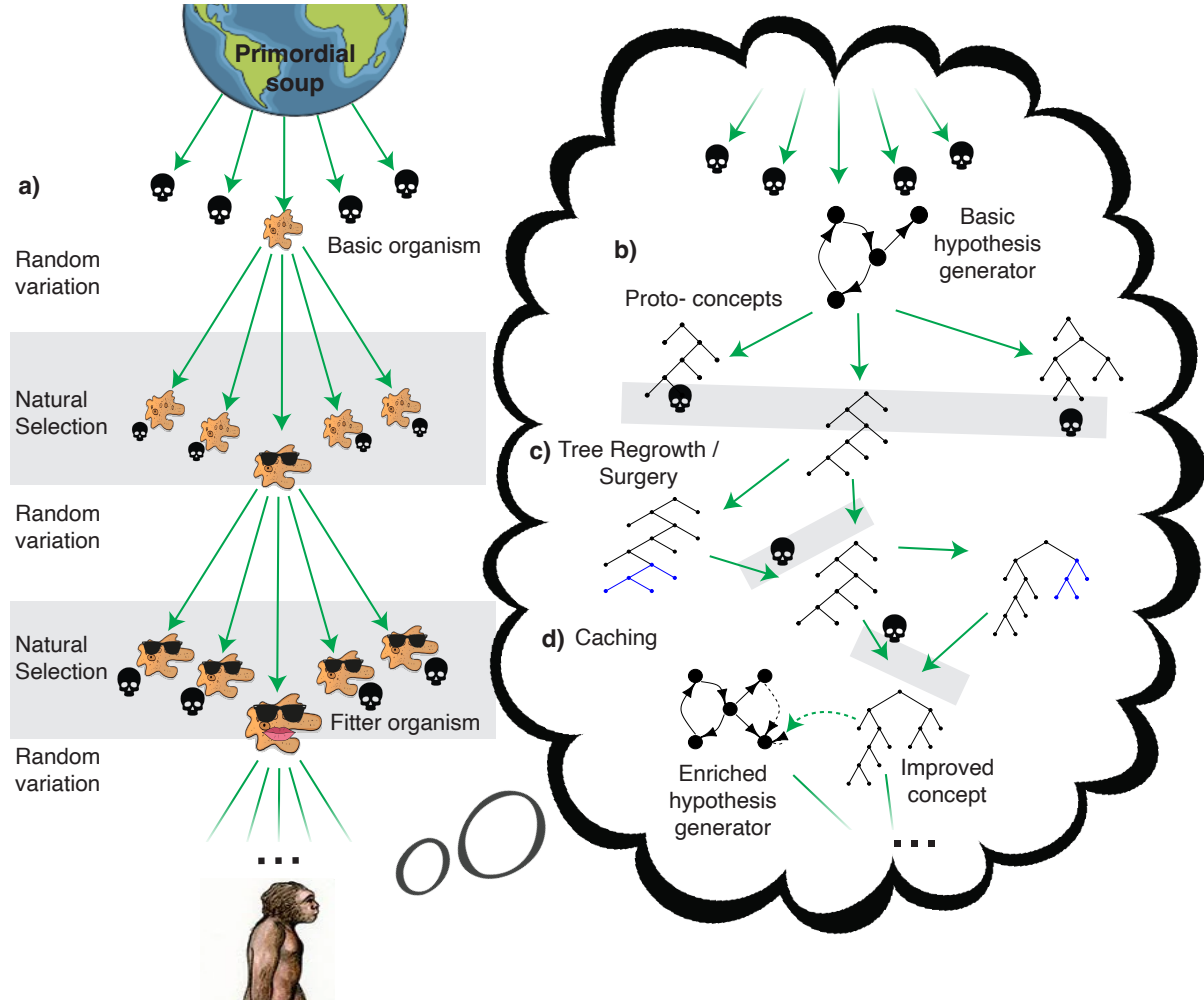 Primordial
soup
a)
Basic organism
Random
variation
Natural
Selection
Random
variation
Natural
Selection
Fitter organism
Random
variation
...
b)
Basic
hypothesis
generator
Proto- concepts
c) Tree Regrowth /
Surgery
d) Caching
Enriched
hypothesis
generator
Improved
concept
...